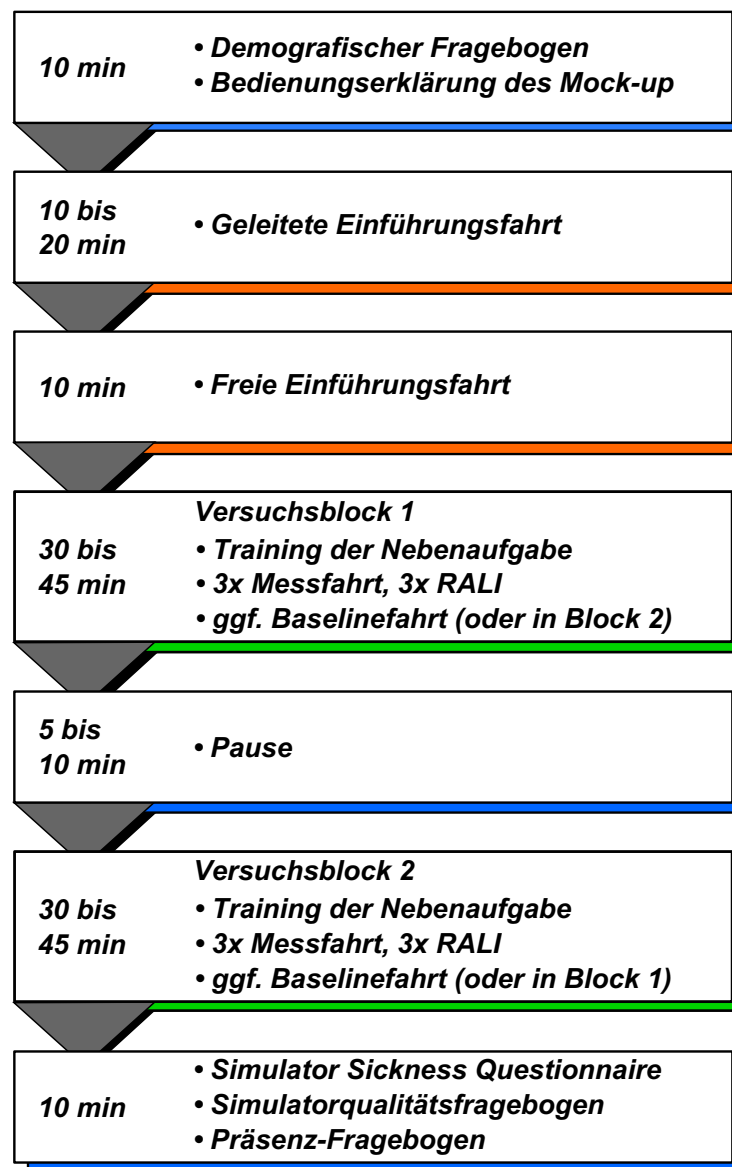 10 min
• Demografischer Fragebogen
• Bedienungserklärung des Mock-up
10 bis
20 min
• Geleitete Einführungsfahrt
10 min
• Freie Einführungsfahrt
30 bis
45 min
Versuchsblock 1
• Training der Nebenaufgabe
• 3x Messfahrt, 3x RALI
• ggf. Baselinefahrt (oder in Block 2)
5 bis
10 min
• Pause
30 bis
45 min
Versuchsblock 2
• Training der Nebenaufgabe
• 3x Messfahrt, 3x RALI
• ggf. Baselinefahrt (oder in Block 1)
10 min
• Simulator Sickness Questionnaire
• Simulatorqualitätsfragebogen
• Präsenz-Fragebogen